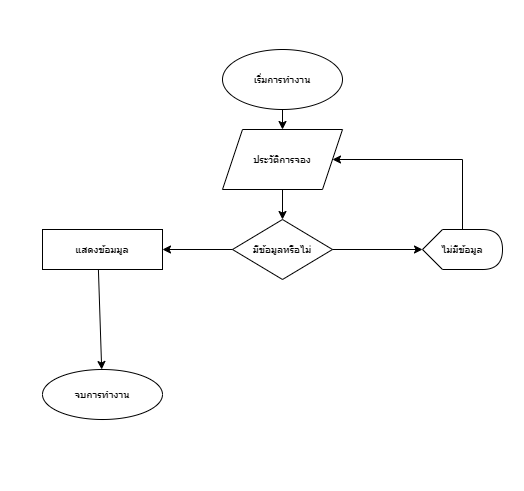 เริ่มการทำงาน
ประวัติการจอง
มีข้อมูลหรือไม่
แสดงข้อมมูล
ไม่มีข้อมูล
จบการทำงาน